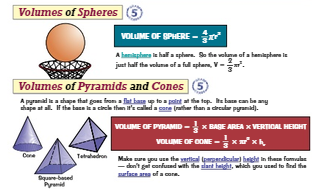 Volumes of Spheres 5
VOLUME OF SPHERE = 4/3 πr³
A hemisphere is half a sphere. So the volume of a hemisphere is
just half the volume of a full sphere, V = 2/3 πr³.
Volumes of Pyramids and Cones 5
A pyramid is a shape that goes from a flat base up to a point at the top. Its base can be any
shape at all. If the base is a circle then it's called a cone (rather than a circular pyramid).
VOLUME OF PYRAMID = 1/3 × BASE AREA × VERTICAL HEIGHT
VOLUME OF CONE = 1/3 × πr² × hᵥ
Cone
Tetrahedron
Square-based
Pyramid
Make sure you use the vertical (perpendicular) height in these formulas
— don't get confused with the slant height, which you used to find the
surface area of a cone.